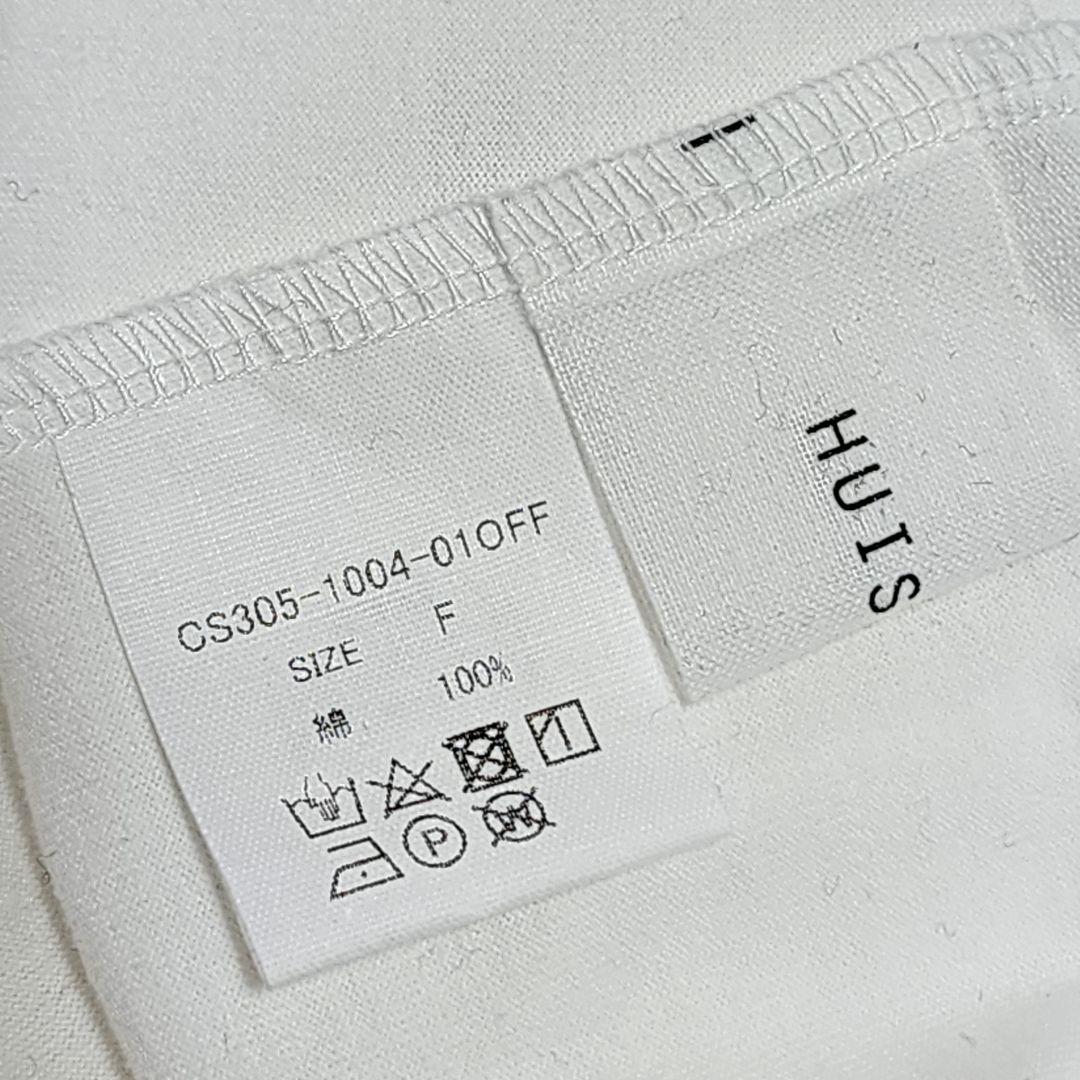 CS305-1004-01OFF
SIZE F
綿 100%
P
HUIS